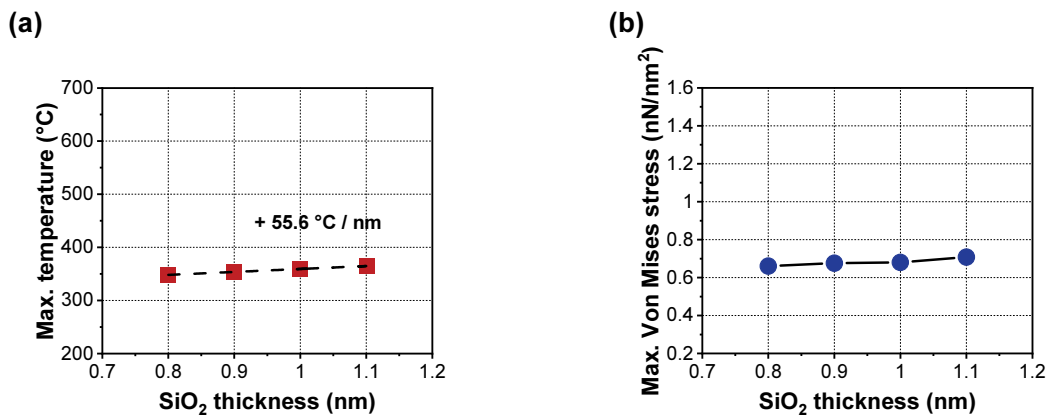 (a)
Max. temperature (°C)
700
600
500
400
300
200
+ 55.6 °C / nm
0.7 0.8 0.9 1 1.1 1.2
SiO₂ thickness (nm)
(b)
Max. Von Mises stress (nN/nm²)
1.6
1.4
1.2
1
0.8
0.6
0.4
0.2
0.7 0.8 0.9 1 1.1 1.2
SiO₂ thickness (nm)